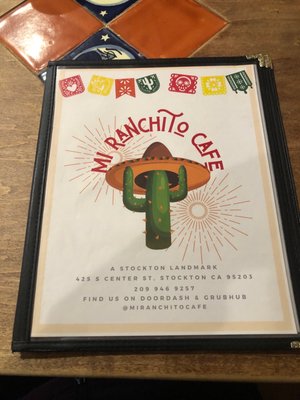 MI RANCHITO CAFE
A STOCKTON LANDMARK
425 S CENTER ST, STOCKTON CA 95203
209 946 9257
FIND US ON DOORDASH & GRUBHUB
@MIRANCHITOCAFE